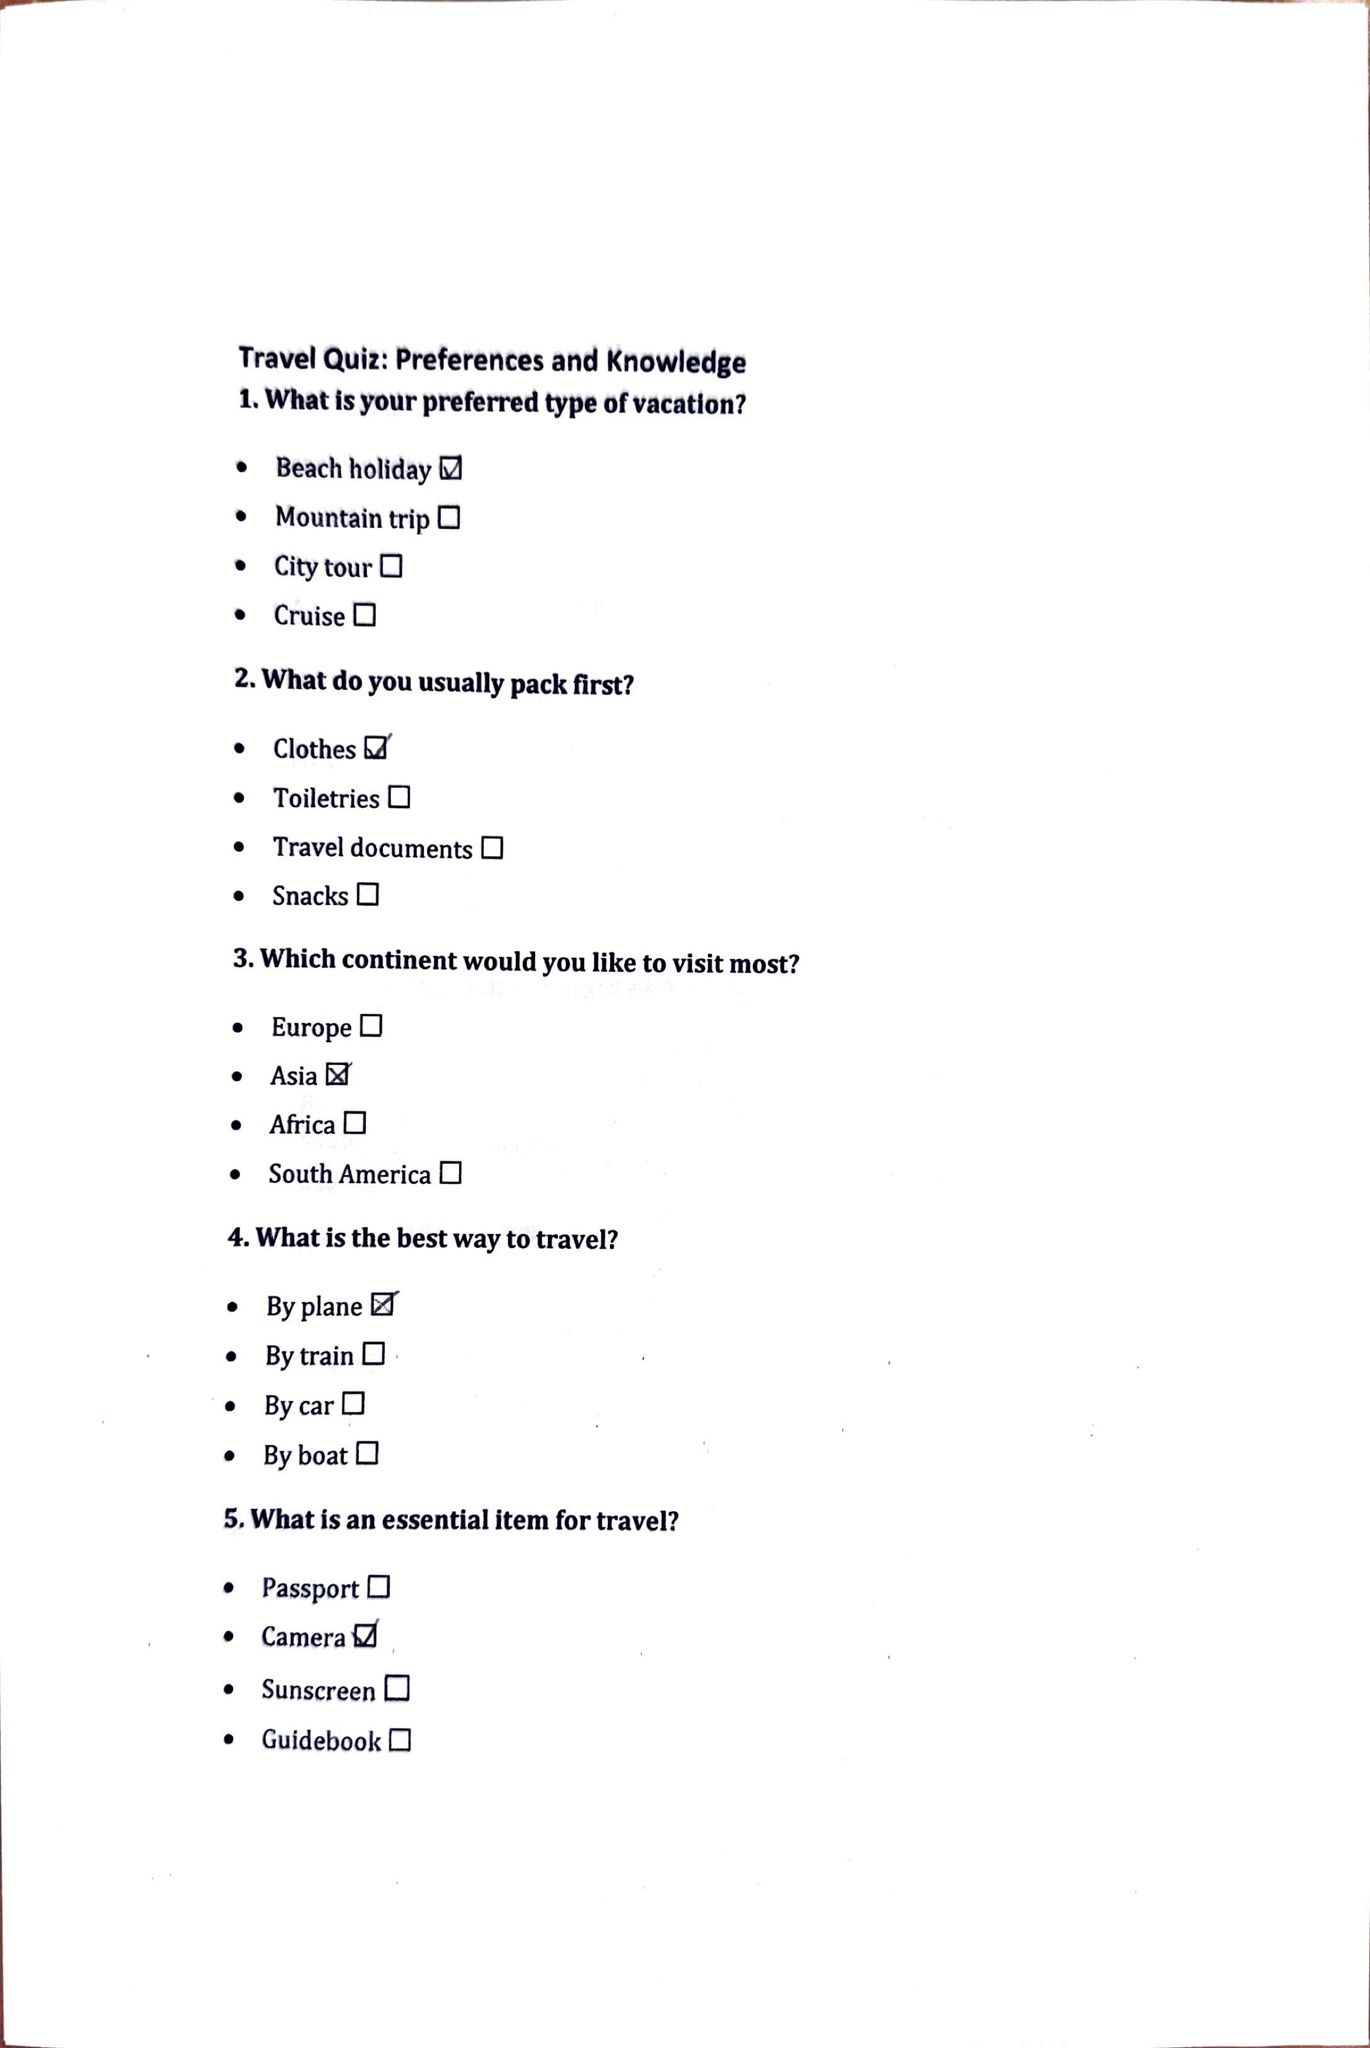 Travel Quiz: Preferences and Knowledge
1. What is your preferred type of vacation?
• Beach holiday ☑
• Mountain trip ☐
• City tour ☐
• Cruise ☐
2. What do you usually pack first?
• Clothes ☑
• Toiletries ☐
• Travel documents ☐
• Snacks ☐
3. Which continent would you like to visit most?
• Europe ☐
• Asia ☒
• Africa ☐
• South America ☐
4. What is the best way to travel?
• By plane ☒
• By train ☐
• By car ☐
• By boat ☐
5. What is an essential item for travel?
• Passport ☐
• Camera ☑
• Sunscreen ☐
• Guidebook ☐